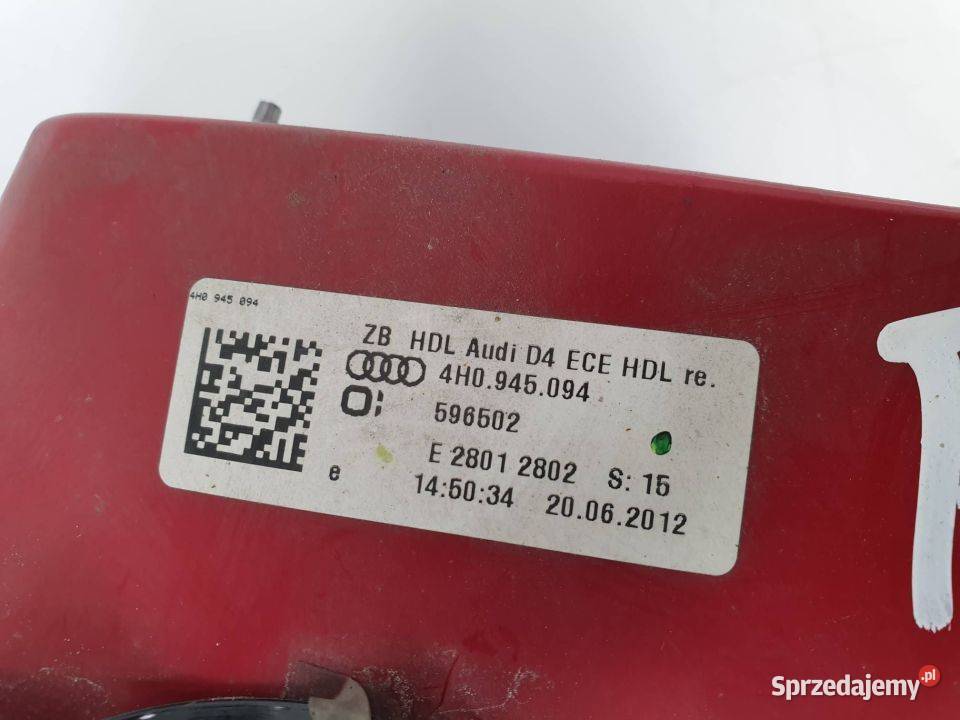 4H0 945 094
ZB HDL Audi D4 ECE HDL re.
4H0.945.094
596502
E 2801 2802 S: 15
e 14:50:34 20.06.2012
Sprzedajemy.pl